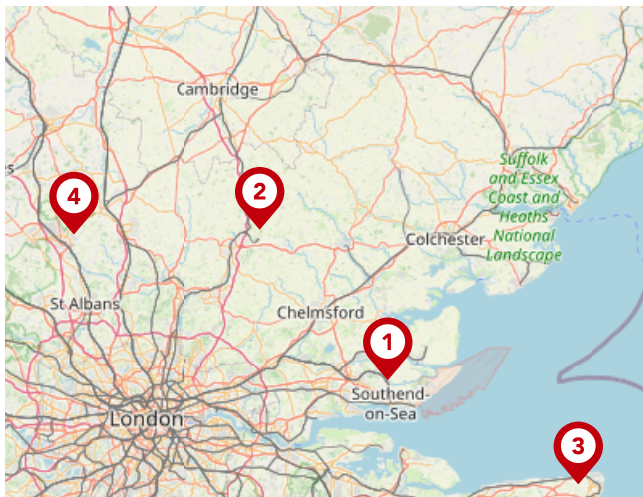 Cambridge
2
Suffolk
and Essex
Coast and
Heaths
National
Landscape
4
Colchester
St Albans
Chelmsford
1
Southend-
on-Sea
London
3